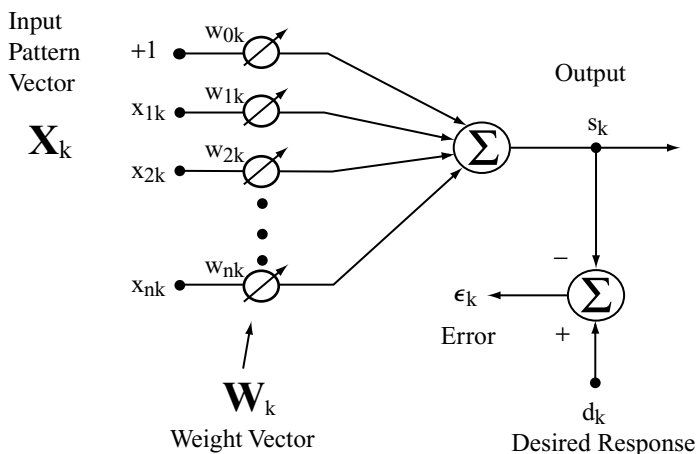 Input
Pattern
Vector
X_k
+1
w_0k
x_1k
w_1k
x_2k
w_2k
x_nk
w_nk
Σ
Output
s_k
−
Σ
+
ϵ_k
Error
d_k
Desired Response
W_k
Weight Vector